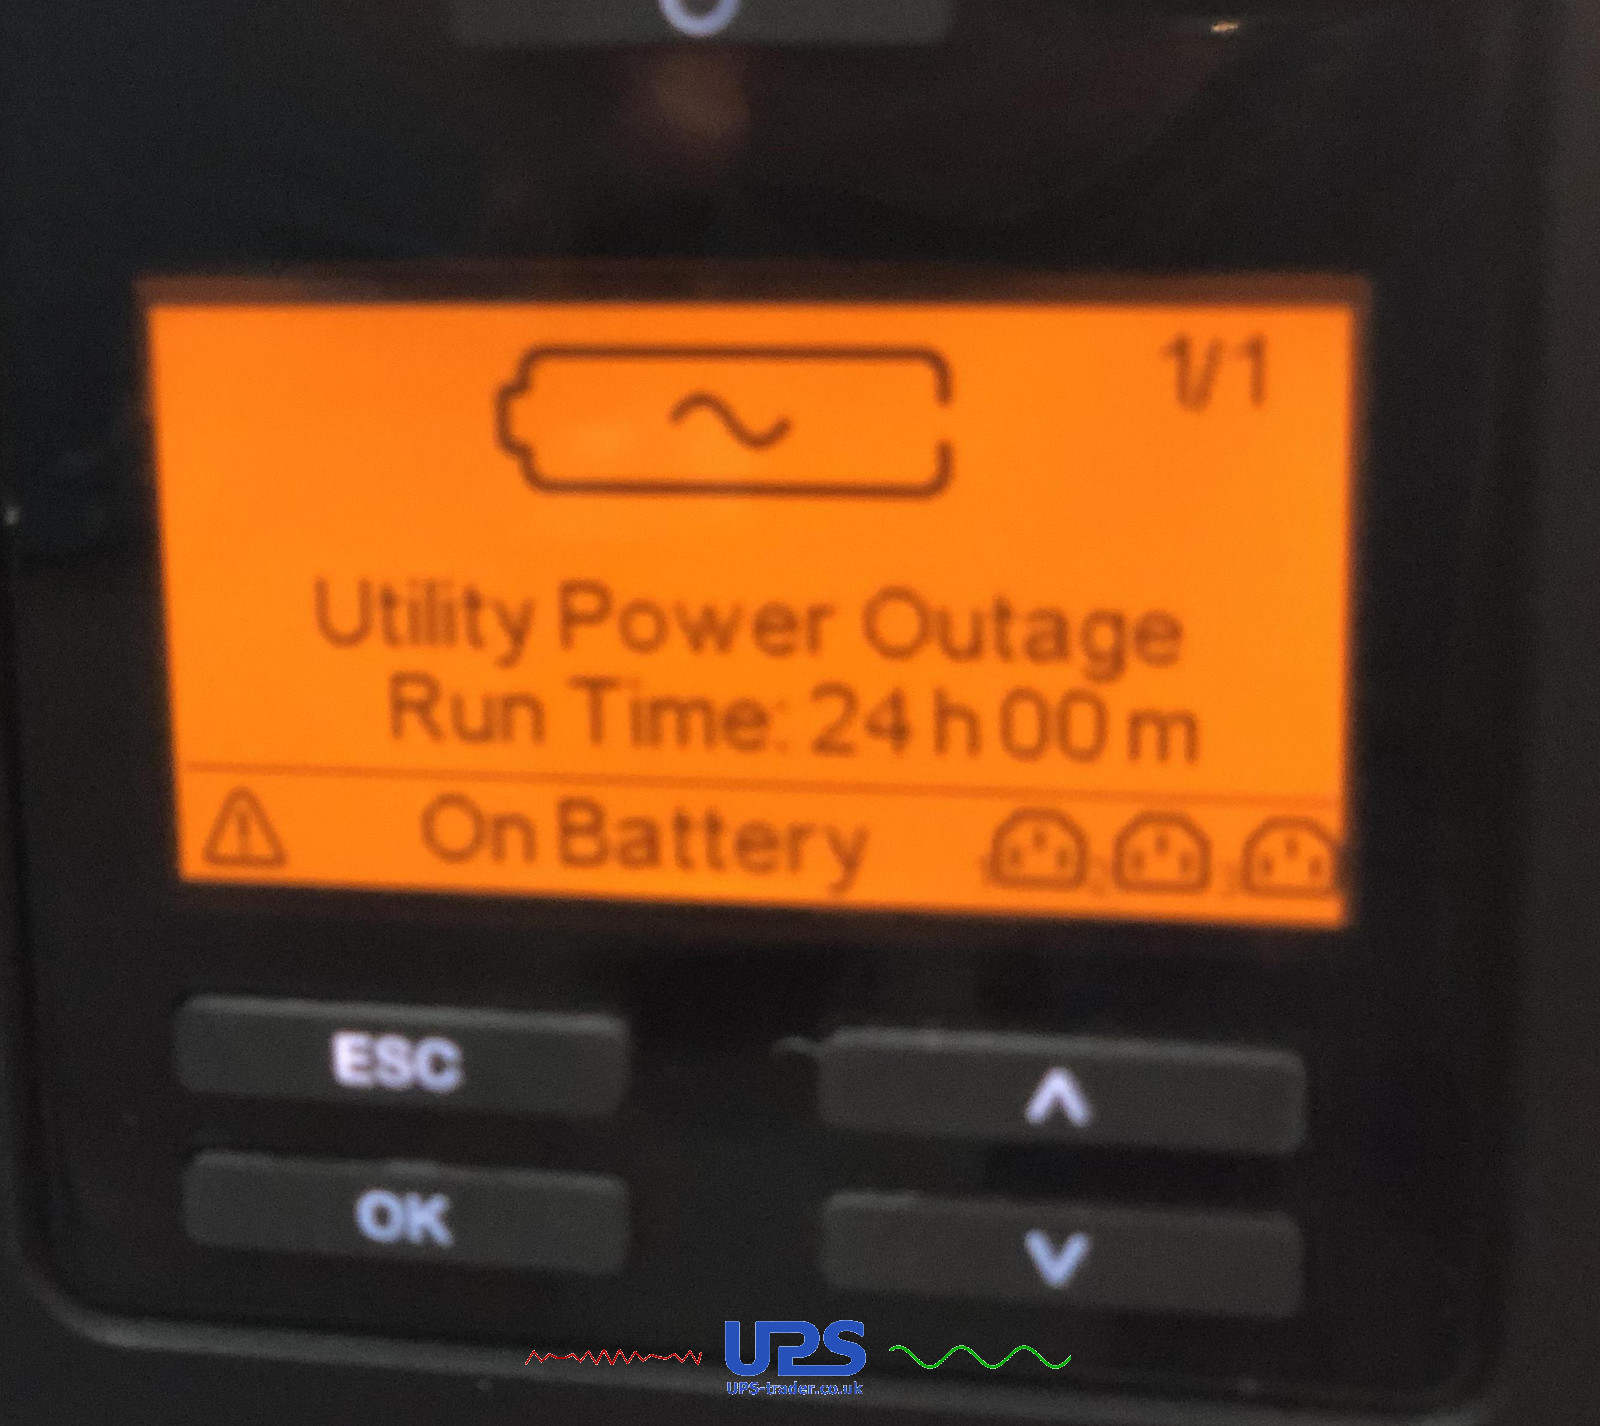 1/1
Utility Power Outage
Run Time: 24 h 00 m
On Battery
ESC
OK
UPS
UPS-trader.co.uk